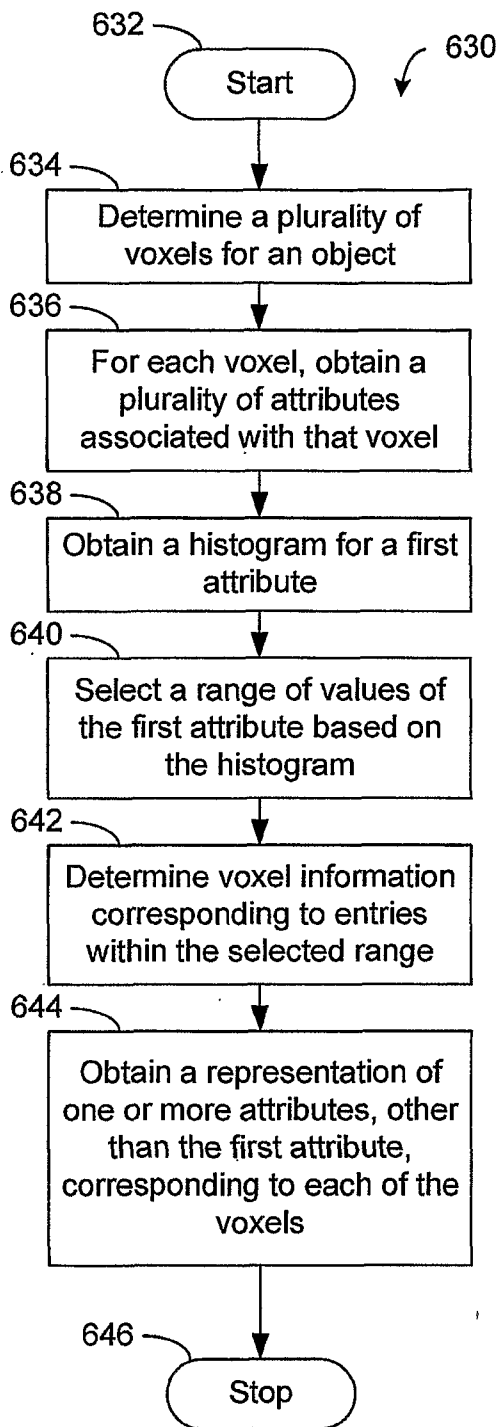 632
630
Start
634
Determine a plurality of
voxels for an object
636
For each voxel, obtain a
plurality of attributes
associated with that voxel
638
Obtain a histogram for a first
attribute
640
Select a range of values of
the first attribute based on
the histogram
642
Determine voxel information
corresponding to entries
within the selected range
644
Obtain a representation of
one or more attributes, other
than the first attribute,
corresponding to each of the
voxels
646
Stop